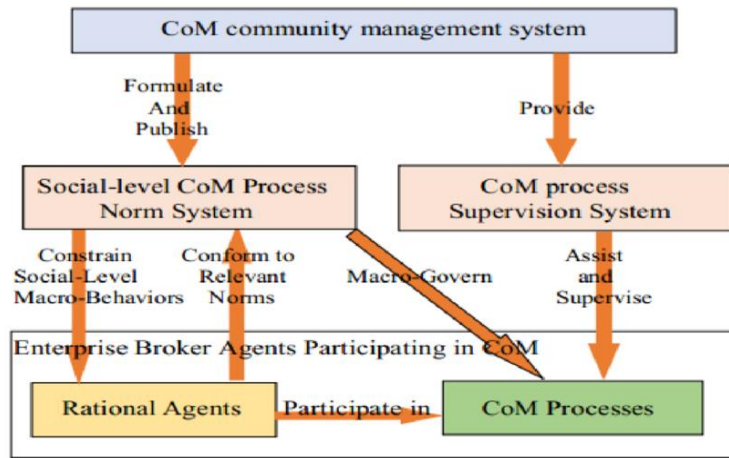 CoM community management system
Formulate
And
Publish
Provide
Social-level CoM Process
Norm System
CoM process
Supervision System
Constrain
Social-Level
Macro-Behaviors
Conform to
Relevant
Norms
Macro-Govern
Assist
and
Supervise
Enterprise Broker Agents Participating in CoM
Rational Agents
Participate in
CoM Processes